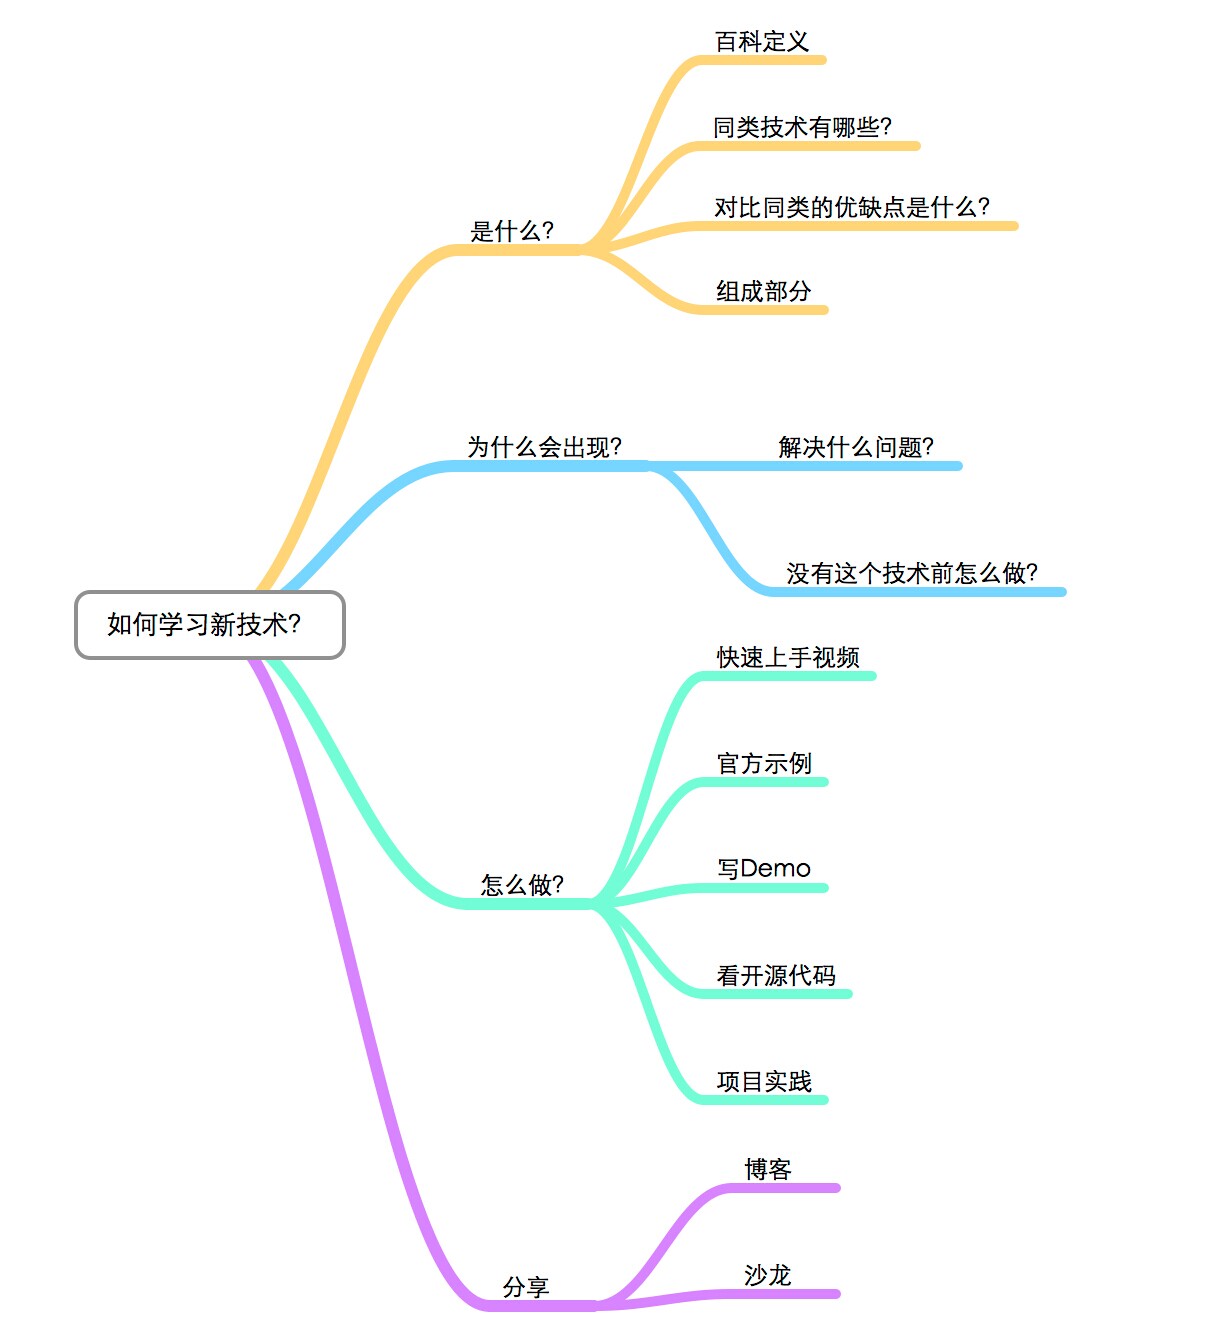 百科定义
同类技术有哪些？
对比同类的优缺点是什么？
是什么？
组成部分
为什么会出现？
解决什么问题？
没有这个技术前怎么做？
如何学习新技术？
快速上手视频
官方示例
写Demo
怎么做？
看开源代码
项目实践
博客
沙龙
分享